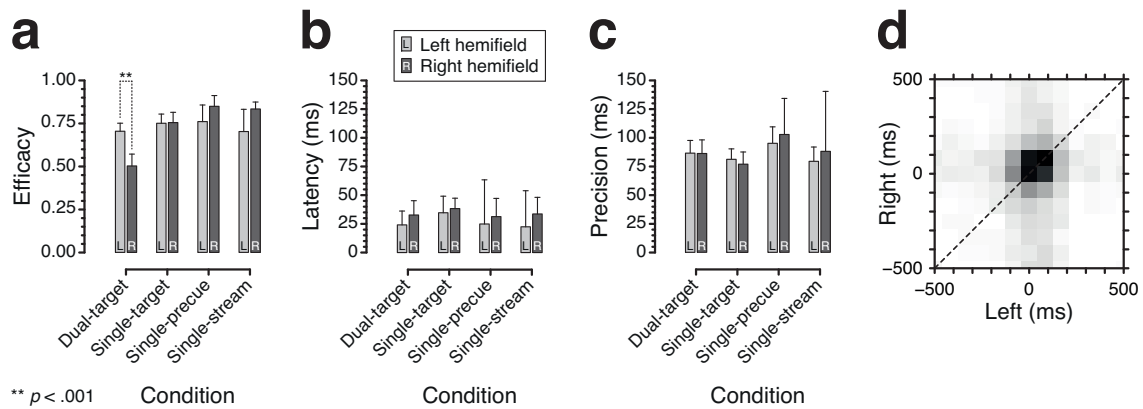 a
Efficacy
1.00
0.75
0.50
0.25
0.00
**
L R L R L R L R
Dual-target
Single-target
Single-precue
Single-stream
Condition
** p < .001
b
L Left hemifield
R Right hemifield
Latency (ms)
150
125
100
75
50
25
0
L R L R L R L R
Dual-target
Single-target
Single-precue
Single-stream
Condition
c
Precision (ms)
150
125
100
75
50
25
0
L R L R L R L R
Dual-target
Single-target
Single-precue
Single-stream
Condition
d
Right (ms)
500
0
−500
−500 0 500
Left (ms)